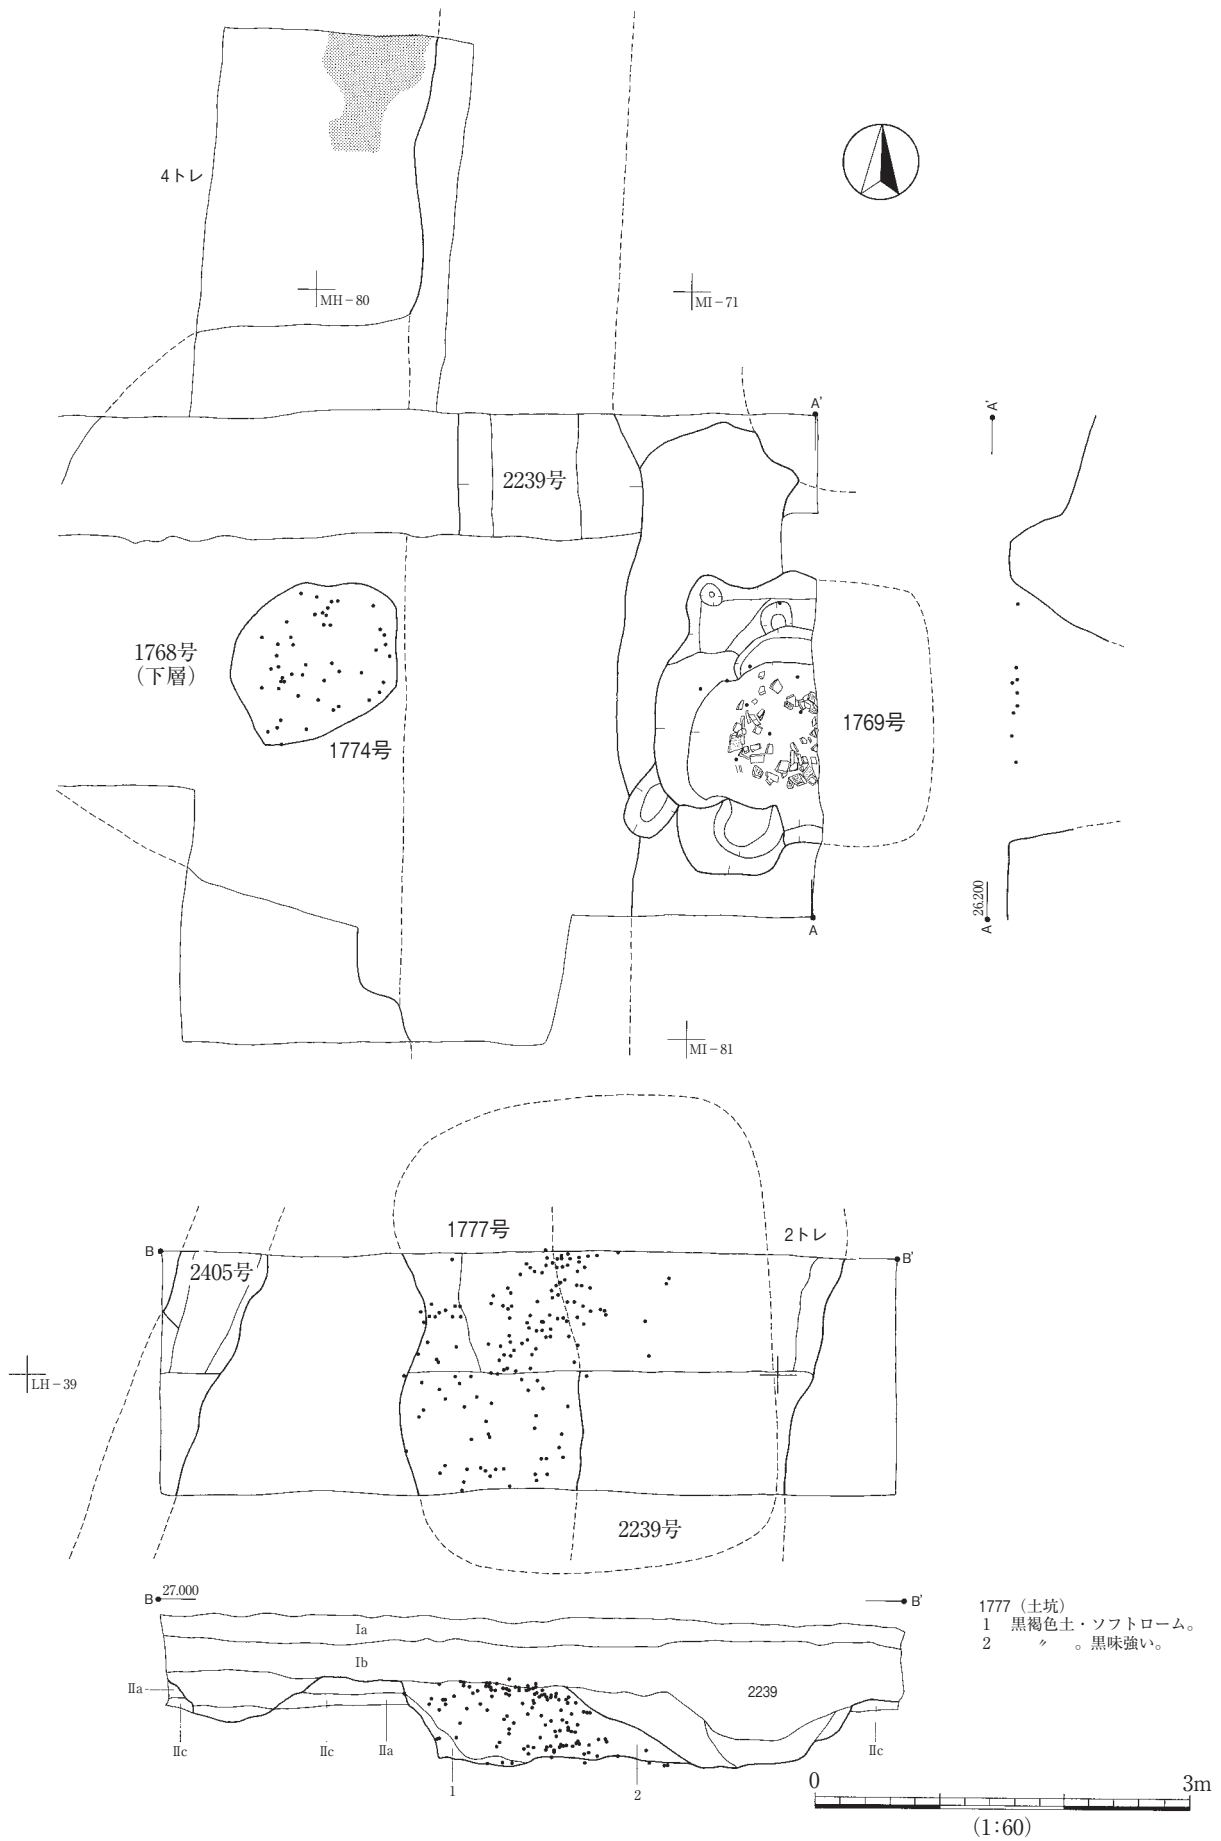 4トレ
MH−80
MI−71
A'
A'
2239号
1768号
(下層)
1774号
1769号
26.200
A
A
MI−81
1777号
2トレ
B
B'
2405号
LH−39
2239号
B
27.000
B'
1777（土坑）
1 黒褐色土・ソフトローム。
2 〃 。黒味強い。
Ⅰa
Ⅰb
Ⅱa
2239
Ⅱc
Ⅱc
Ⅱa
Ⅱc
1
2
0
3m
(1:60)